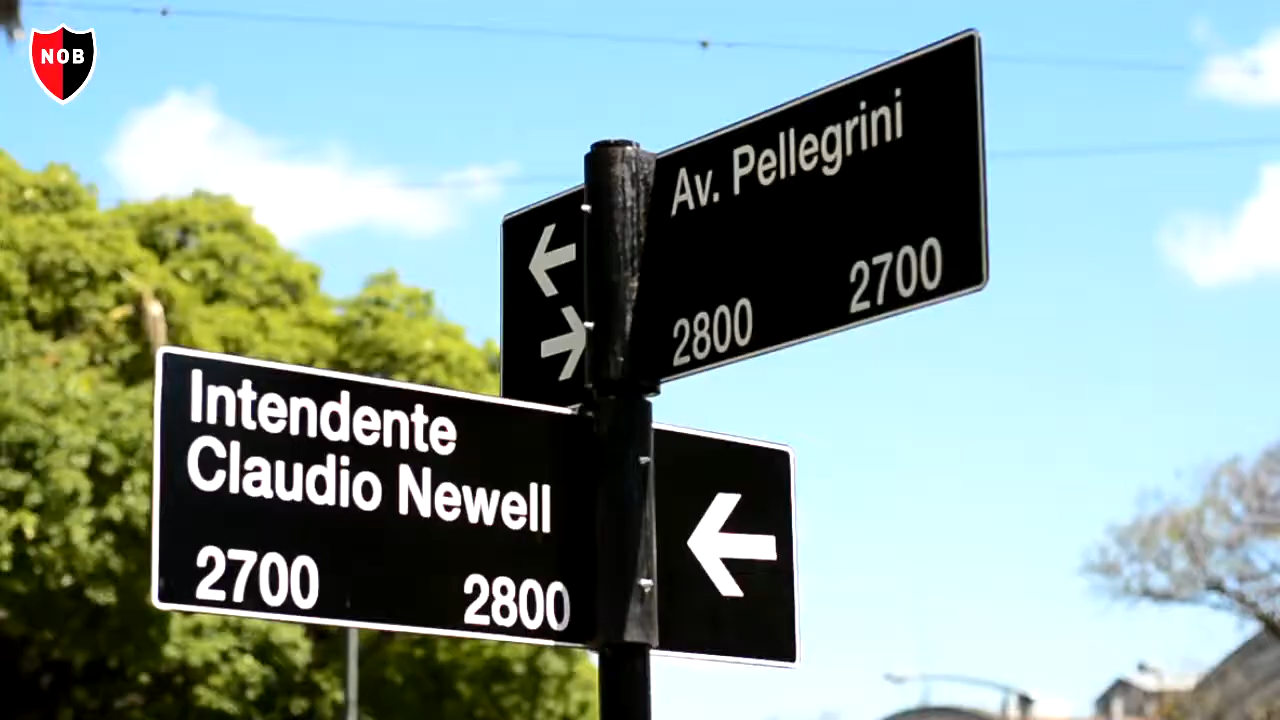 NOB
Av. Pellegrini
2800 2700
Intendente
Claudio Newell
2700 2800